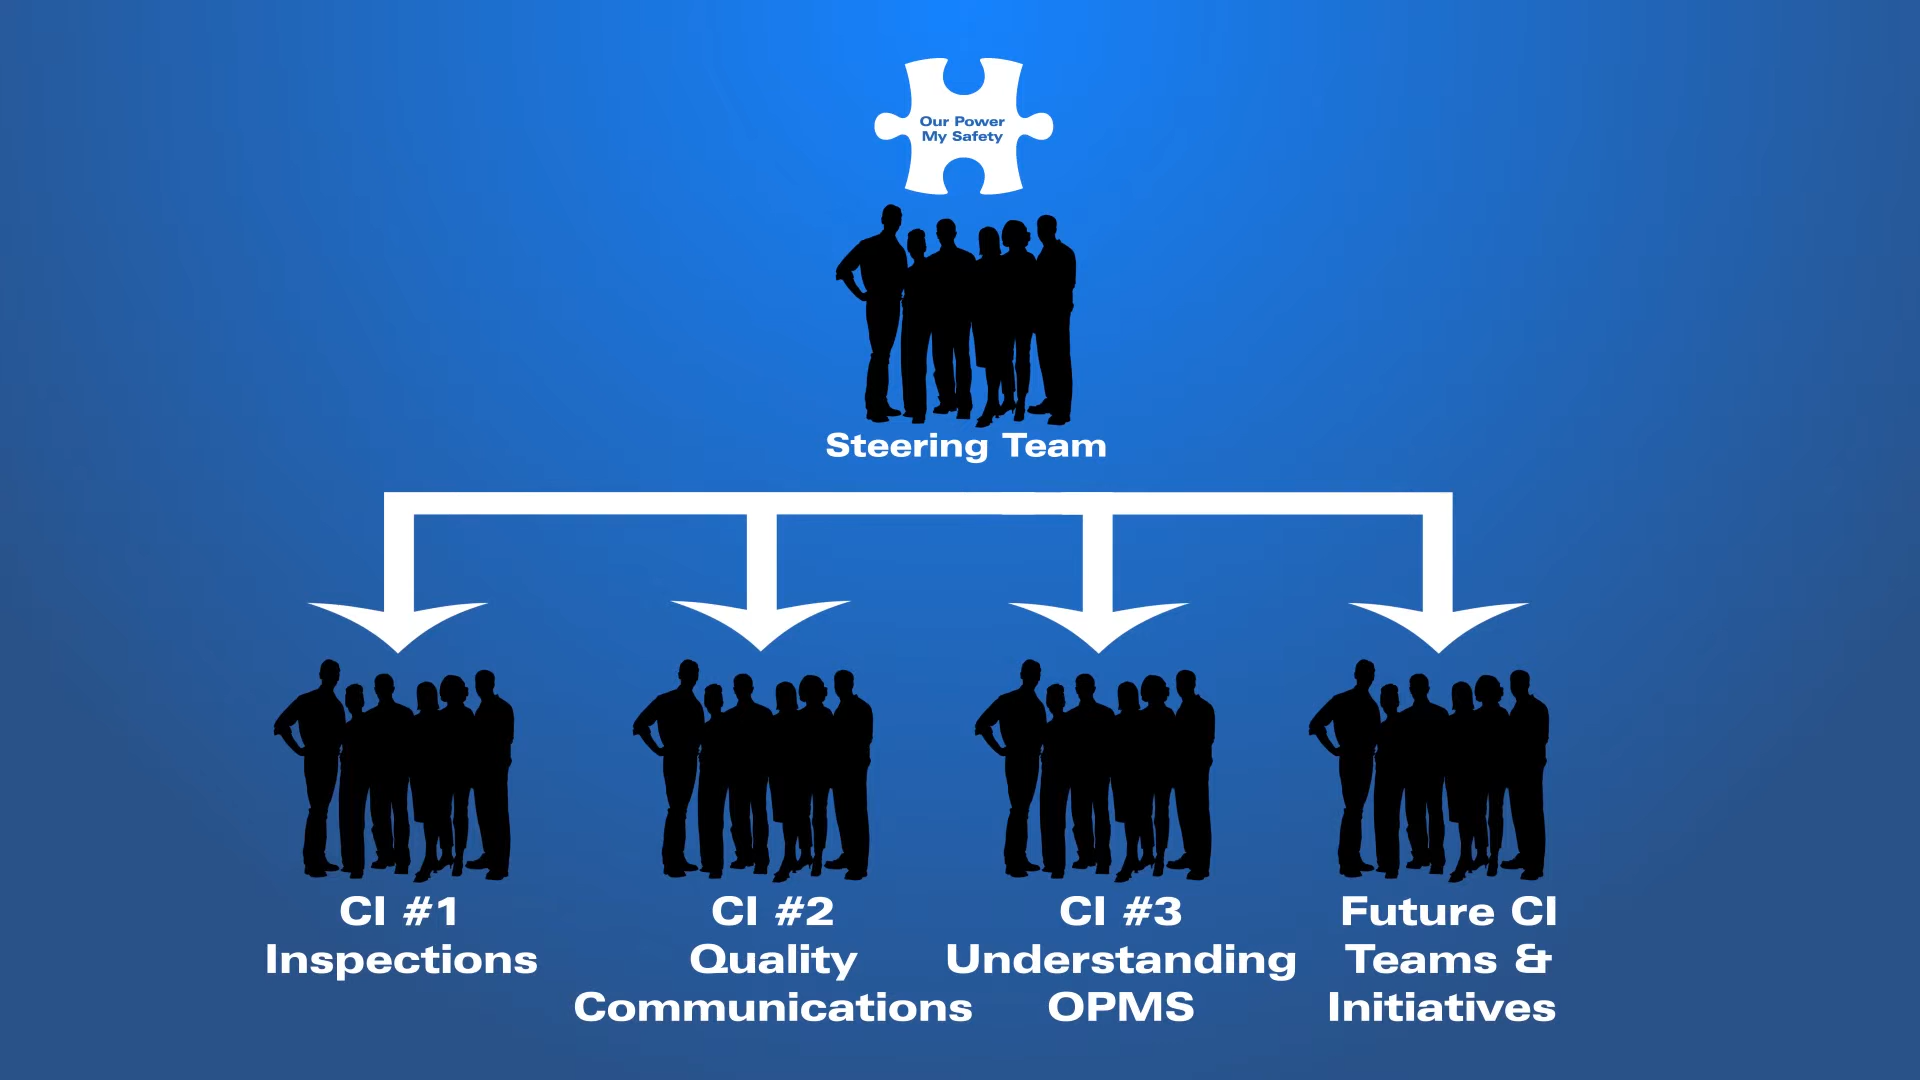 Our Power
My Safety
Steering Team
CI #1
Inspections
CI #2
Quality
Communications
CI #3
Understanding
OPMS
Future CI
Teams &
Initiatives